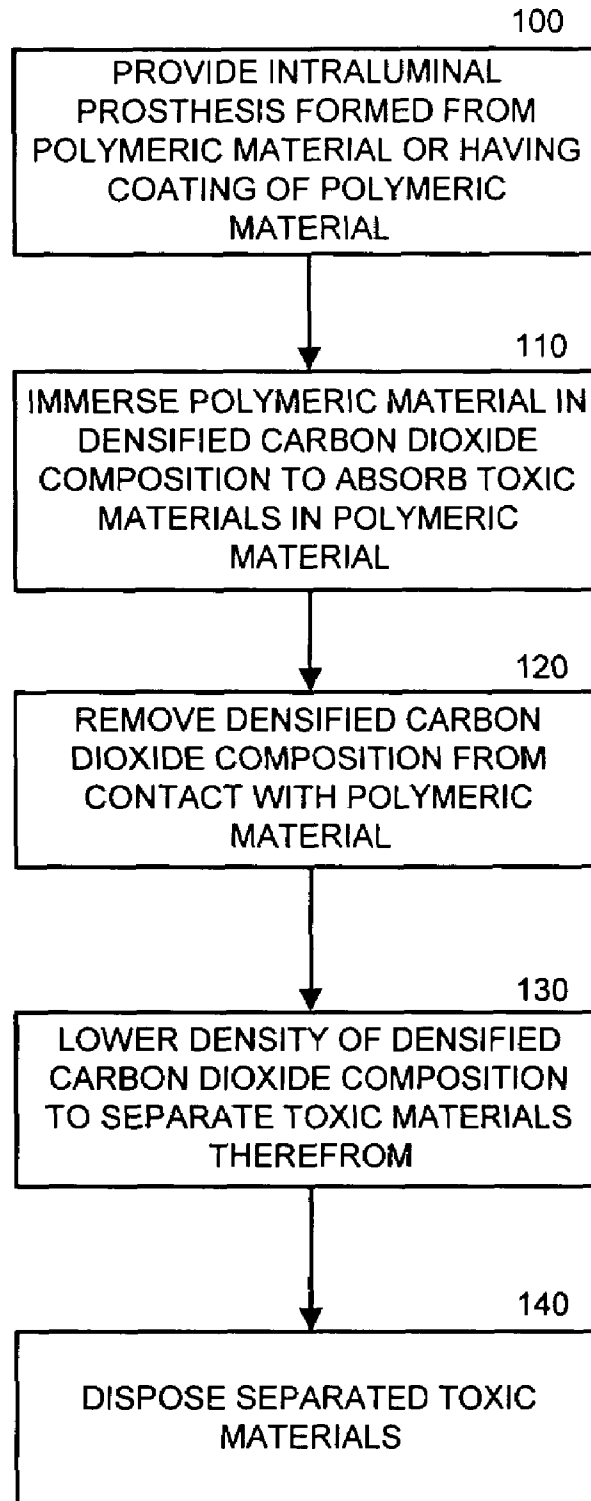 100
PROVIDE INTRALUMINAL
PROSTHESIS FORMED FROM
POLYMERIC MATERIAL OR HAVING
COATING OF POLYMERIC
MATERIAL
110
IMMERSE POLYMERIC MATERIAL IN
DENSIFIED CARBON DIOXIDE
COMPOSITION TO ABSORB TOXIC
MATERIALS IN POLYMERIC
MATERIAL
120
REMOVE DENSIFIED CARBON
DIOXIDE COMPOSITION FROM
CONTACT WITH POLYMERIC
MATERIAL
130
LOWER DENSITY OF DENSIFIED
CARBON DIOXIDE COMPOSITION
TO SEPARATE TOXIC MATERIALS
THEREFROM
140
DISPOSE SEPARATED TOXIC
MATERIALS